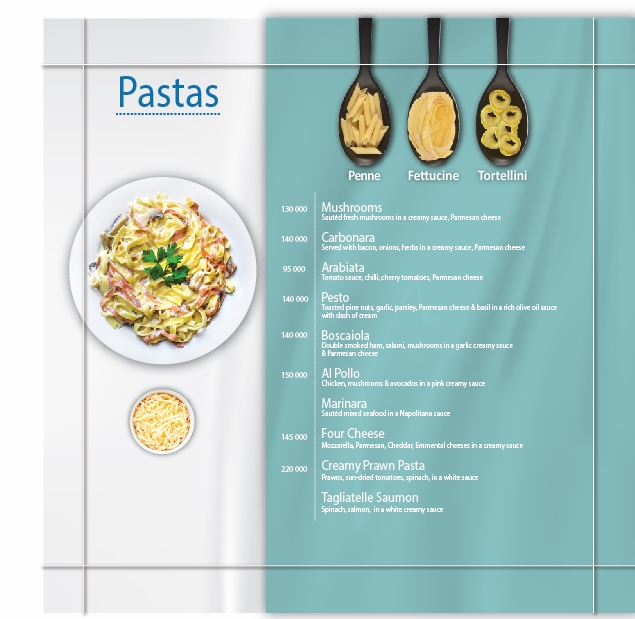 Pastas
Penne Fettucine Tortellini
130 000 Mushrooms
Sautéd fresh mushrooms in a creamy sauce, Parmesan cheese
140 000 Carbonara
Served with bacon, onions, herbs in a creamy sauce, Parmesan cheese
95 000 Arabiata
Tomato sauce, chilli, cherry tomatoes, Parmesan cheese
140 000 Pesto
Toasted pine nuts, garlic, parsley, Parmesan cheese & basil in a rich olive oil sauce
with dash of cream
140 000 Boscaiola
Double smoked ham, salami, mushrooms in a garlic creamy sauce
& Parmesan cheese
150 000 Al Pollo
Chicken, mushrooms & avocados in a pink creamy sauce
Marinara
Sautéd mixed seafood in a Napolitana sauce
145 000 Four Cheese
Mozzarella, Parmesan, Cheddar, Emmental cheeses in a creamy sauce
220 000 Creamy Prawn Pasta
Prawns, sun-dried tomatoes, spinach, in a white sauce
Tagliatelle Saumon
Spinach, salmon, in a white creamy sauce